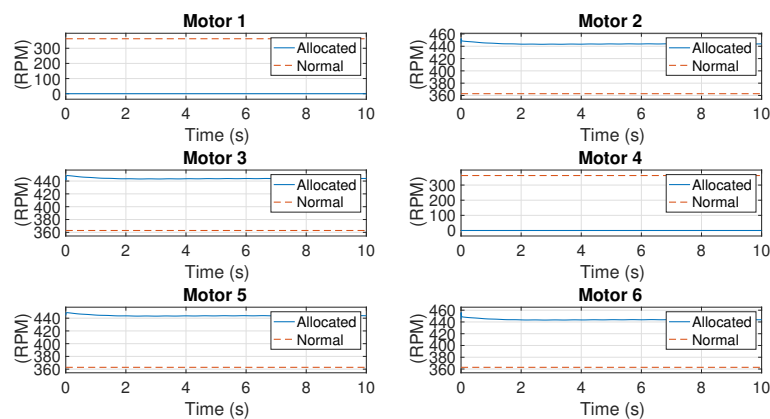 Motor 1
(RPM)
300
200
100
0
Allocated
Normal
0 2 4 6 8 10
Time (s)
Motor 2
(RPM)
460
440
420
400
380
360
Allocated
Normal
0 2 4 6 8 10
Time (s)
Motor 3
(RPM)
440
420
400
380
360
Allocated
Normal
0 2 4 6 8 10
Time (s)
Motor 4
(RPM)
300
200
100
0
Allocated
Normal
0 2 4 6 8 10
Time (s)
Motor 5
(RPM)
440
420
400
380
360
Allocated
Normal
0 2 4 6 8 10
Time (s)
Motor 6
(RPM)
460
440
420
400
380
360
Allocated
Normal
0 2 4 6 8 10
Time (s)